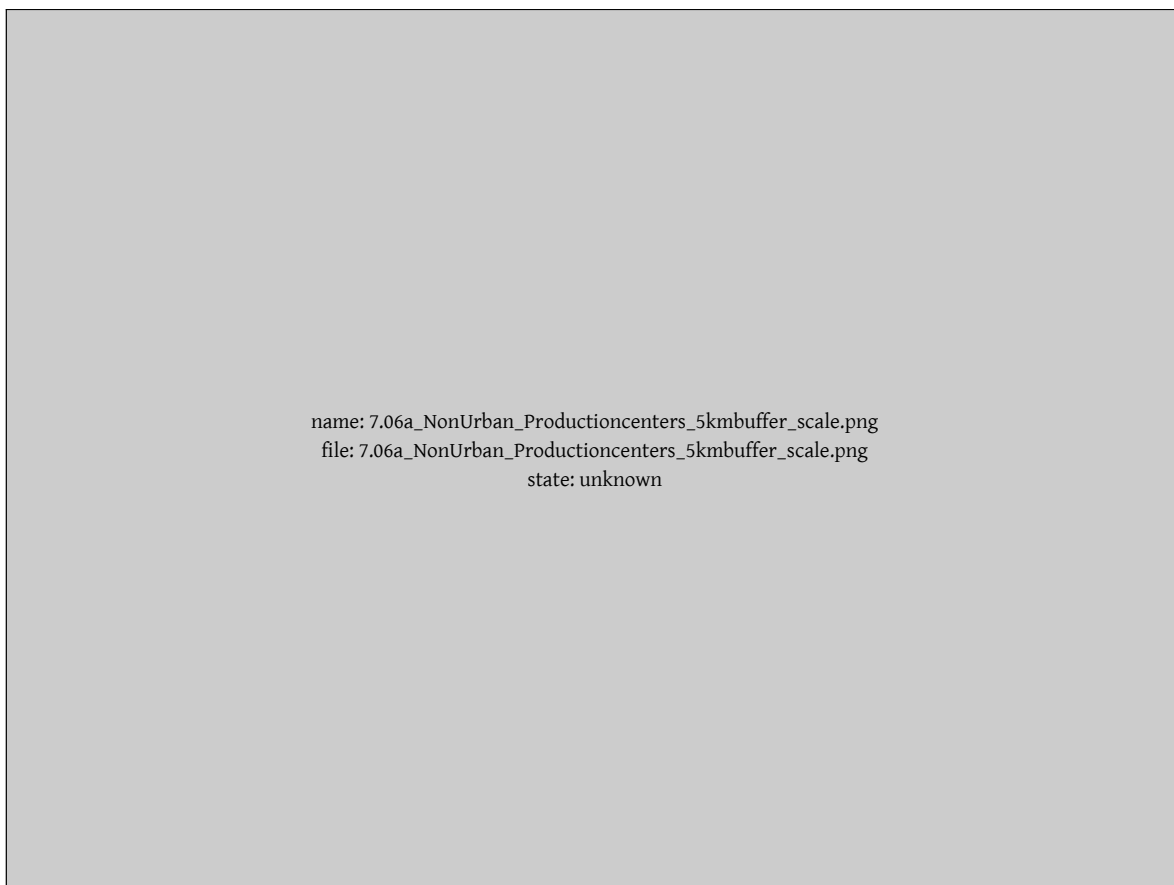 name: 7.06a_NonUrban_Productioncenters_5kmbuffer_scale.png
file: 7.06a_NonUrban_Productioncenters_5kmbuffer_scale.png
state: unknown